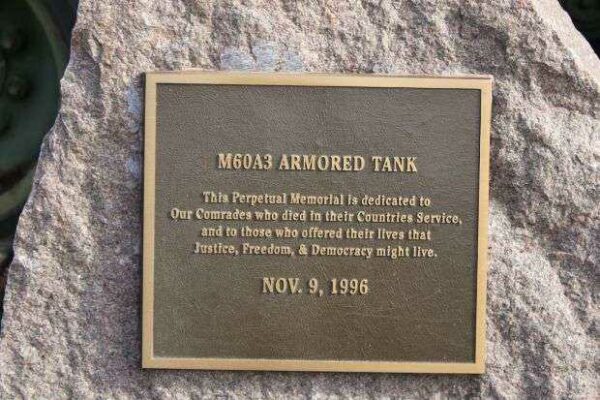 M60A3 ARMORED TANK
This Perpetual Memorial is dedicated to
Our Comrades who died in their Countries Service,
and to those who offered their lives that
Justice, Freedom, & Democracy might live.
NOV. 9, 1996